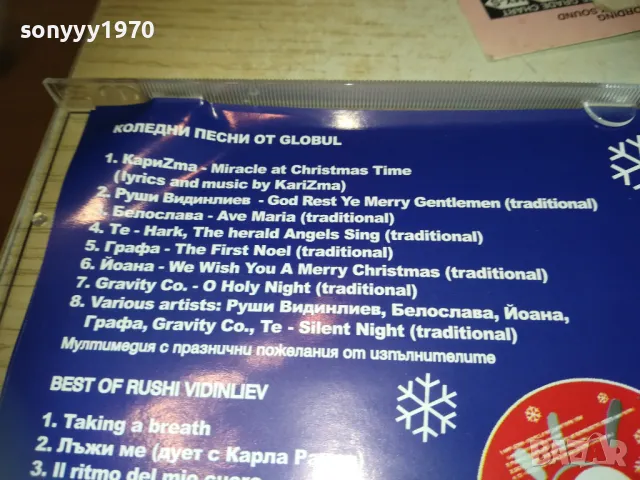 sonyyy1970
КОЛЕДНИ ПЕСНИ ОТ GLOBUL
1. КариZma - Miracle at Christmas Time
(lyrics and music by KariZma)
2. Руши Видинлиев - God Rest Ye Merry Gentlemen (traditional)
3. Белослава - Ave Maria (traditional)
4. Те - Hark, The herald Angels Sing (traditional)
5. Графа - The First Noel (traditional)
6. Йоана - We Wish You A Merry Christmas (traditional)
7. Gravity Co. - O Holy Night (traditional)
8. Various artists: Руши Видинлиев, Белослава, Йоана,
Графа, Gravity Co., Te - Silent Night (traditional)
Мултимедия с празнични пожелания от изпълнителите
BEST OF RUSHI VIDINLIEV
1. Taking a breath
2. Лъжи ме (дует с Карла
3. Il ritmo del mio cuore
BAZAR